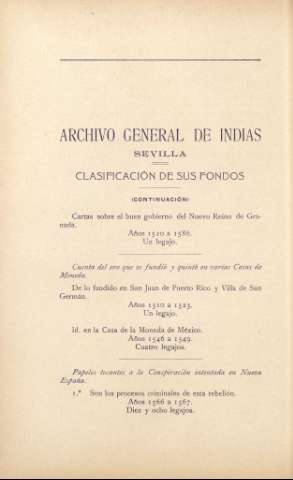 ARCHIVO GENERAL DE INDIAS
SEVILLA
CLASIFICACIÓN DE SUS FONDOS
(CONTINUACIÓN)
Cartas sobre el buen gobierno del Nuevo Reino de Gra-
nada.
Años 1520 a 1586.
Un legajo.
Cuenta del oro que se fundió y quintó en varias Casas de
Moneda.
De lo fundido en San Juan de Puerto Rico y Villa de San
Germán.
Años 1510 a 1523.
Un legajo.
Id. en la Casa de la Moneda de México.
Años 1546 a 1549.
Cuatro legajos.
Papeles tocantes a la Conspiración intentada en Nueva
España.
1.º Son los procesos criminales de esta rebelión.
Años 1566 a 1567.
Diez y ocho legajos.